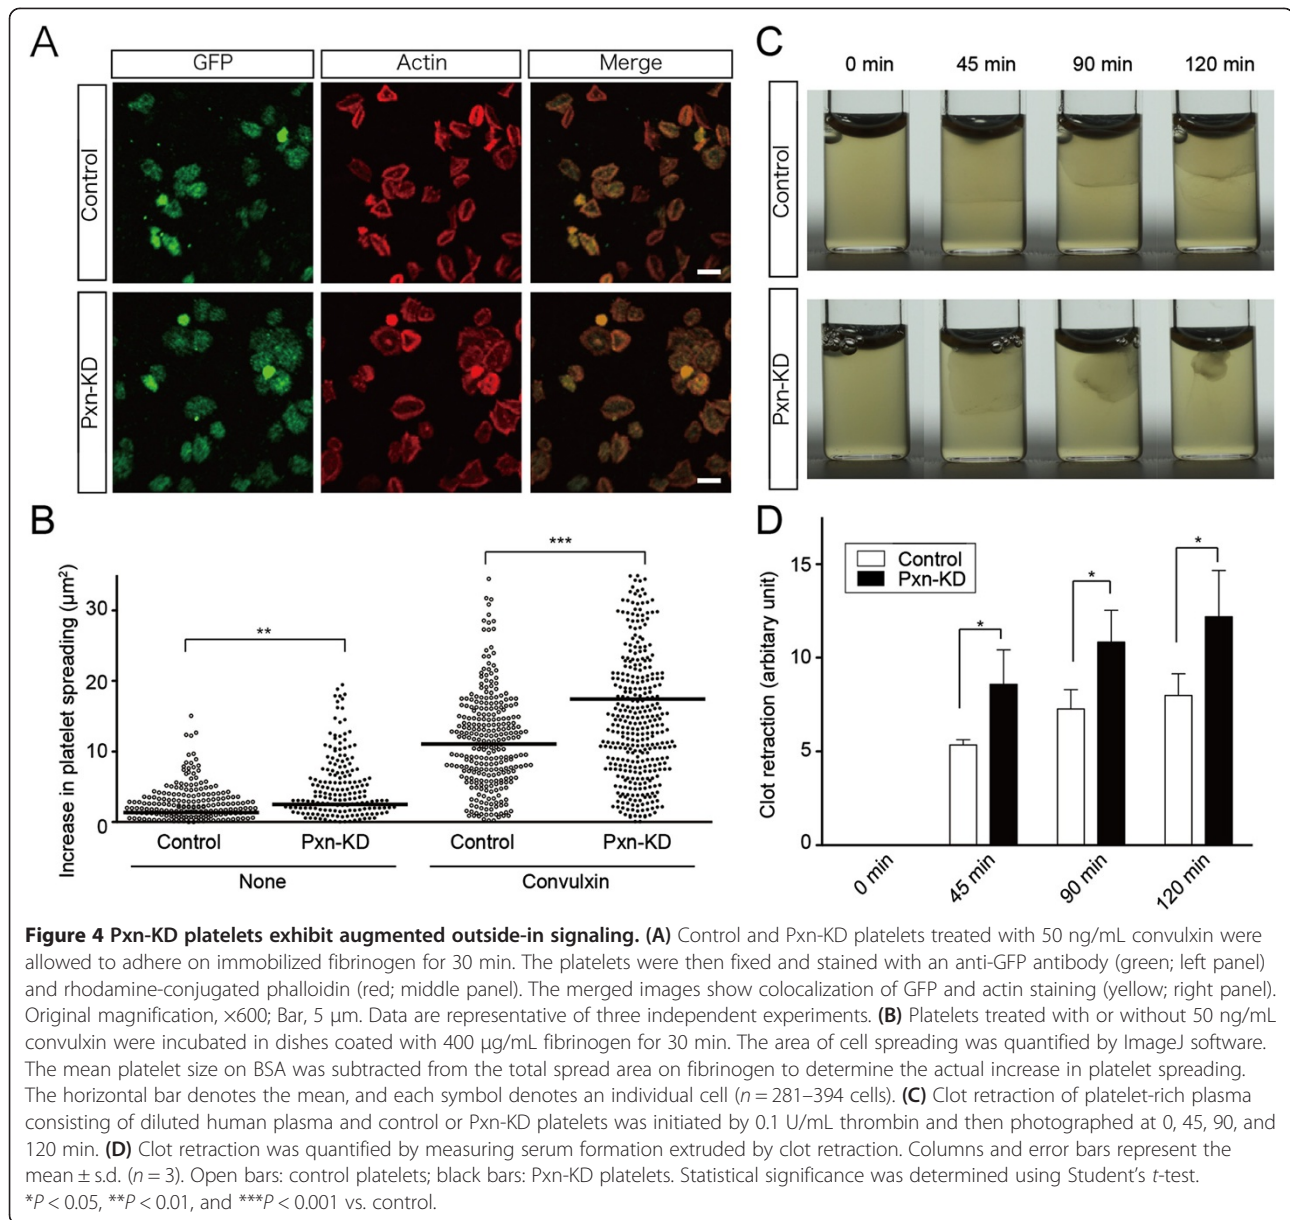 A
GFP
Actin
Merge
Control
Pxn-KD
C
0 min
45 min
90 min
120 min
Control
Pxn-KD
B
Increase in platelet spreading (μm²)
30
20
10
0
**
***
Control
Pxn-KD
Control
Pxn-KD
None
Convulxin
D
Clot retraction (arbitary unit)
15
10
5
0
Control
Pxn-KD
*
*
*
0 min
45 min
90 min
120 min
Figure 4 Pxn-KD platelets exhibit augmented outside-in signaling. (A) Control and Pxn-KD platelets treated with 50 ng/mL convulxin were
allowed to adhere on immobilized fibrinogen for 30 min. The platelets were then fixed and stained with an anti-GFP antibody (green; left panel)
and rhodamine-conjugated phalloidin (red; middle panel). The merged images show colocalization of GFP and actin staining (yellow; right panel).
Original magnification, ×600; Bar, 5 μm. Data are representative of three independent experiments. (B) Platelets treated with or without 50 ng/mL
convulxin were incubated in dishes coated with 400 μg/mL fibrinogen for 30 min. The area of cell spreading was quantified by ImageJ software.
The mean platelet size on BSA was subtracted from the total spread area on fibrinogen to determine the actual increase in platelet spreading.
The horizontal bar denotes the mean, and each symbol denotes an individual cell (n = 281–394 cells). (C) Clot retraction of platelet-rich plasma
consisting of diluted human plasma and control or Pxn-KD platelets was initiated by 0.1 U/mL thrombin and then photographed at 0, 45, 90, and
120 min. (D) Clot retraction was quantified by measuring serum formation extruded by clot retraction. Columns and error bars represent the
mean ± s.d. (n = 3). Open bars: control platelets; black bars: Pxn-KD platelets. Statistical significance was determined using Student's t-test.
*P < 0.05, **P < 0.01, and ***P < 0.001 vs. control.